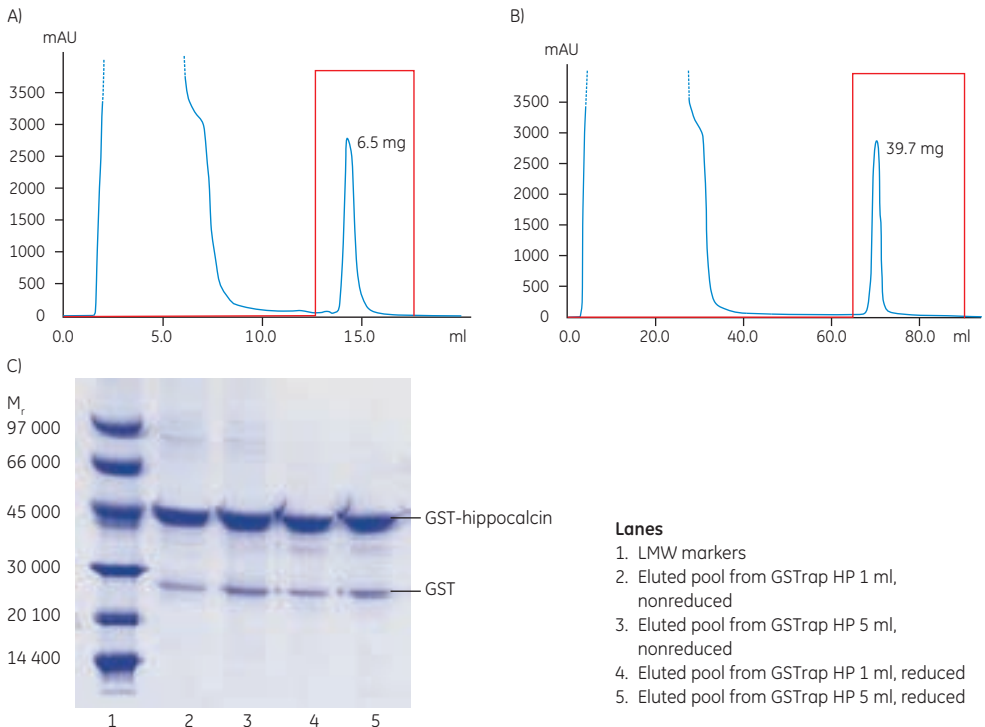 A)
mAU
3500
3000
2500
2000
1500
1000
500
0
0.0 5.0 10.0 15.0 ml
6.5 mg
B)
mAU
3500
3000
2500
2000
1500
1000
500
0
0.0 20.0 40.0 60.0 80.0 ml
39.7 mg
C)
Mr
97 000
66 000
45 000
30 000
20 100
14 400
GST-hippocalcin
GST
1 2 3 4 5
Lanes
1. LMW markers
2. Eluted pool from GSTrap HP 1 ml,
nonreduced
3. Eluted pool from GSTrap HP 5 ml,
nonreduced
4. Eluted pool from GSTrap HP 1 ml, reduced
5. Eluted pool from GSTrap HP 5 ml, reduced